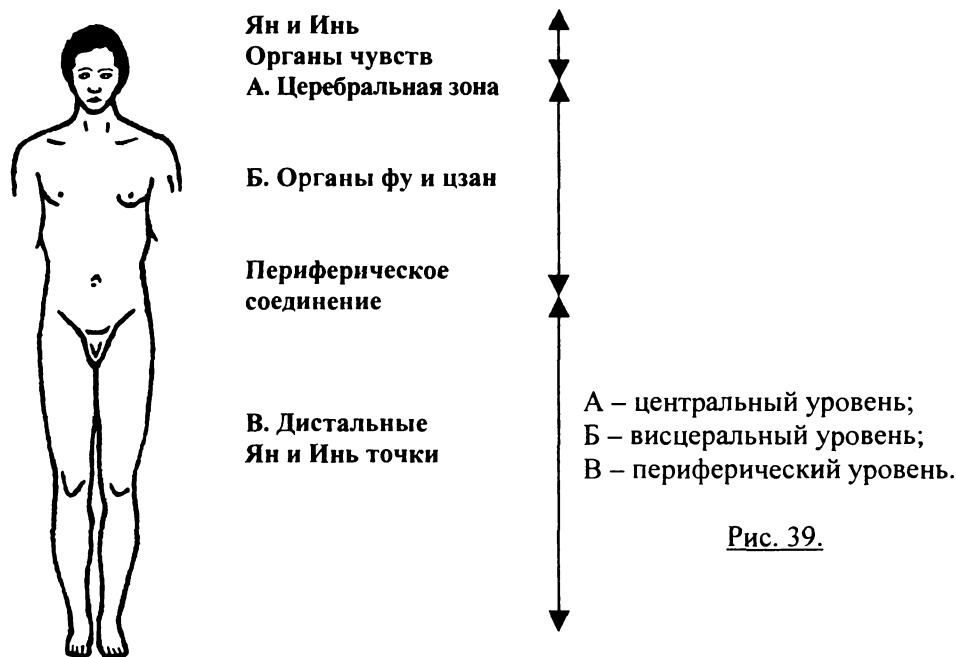 Ян и Инь
Органы чувств
А. Церебральная зона
Б. Органы фу и цзан
Периферическое
соединение
В. Дистальные
Ян и Инь точки
А – центральный уровень;
Б – висцеральный уровень;
В – периферический уровень.
Рис. 39.